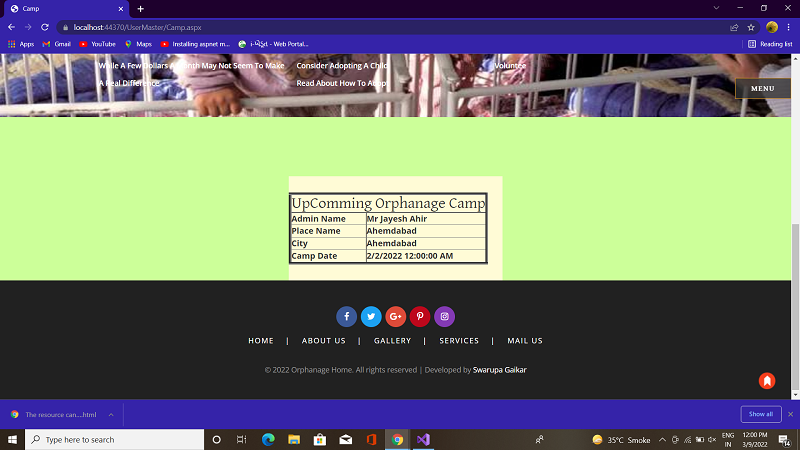 Camp
localhost:44370/UserMaster/Camp.aspx
Apps Gmail YouTube Maps Installing aspnet m... - Web Portal... Reading list
While A Few Dollars A Month May Not Seem To Make Consider Adopting A Child Voluntee
A Real Difference Read About How To Adopt
MENU
UpComming Orphanage Camp
Admin Name Mr Jayesh Ahir
Place Name Ahemdabad
City Ahemdabad
Camp Date 2/2/2022 12:00:00 AM
HOME | ABOUT US | GALLERY | SERVICES | MAIL US
© 2022 Orphanage Home. All rights reserved | Developed by Swarupa Gaikar
The resource can....html Show all
Type here to search
35°C Smoke
ENG
IN
12:00 PM
3/9/2022
14